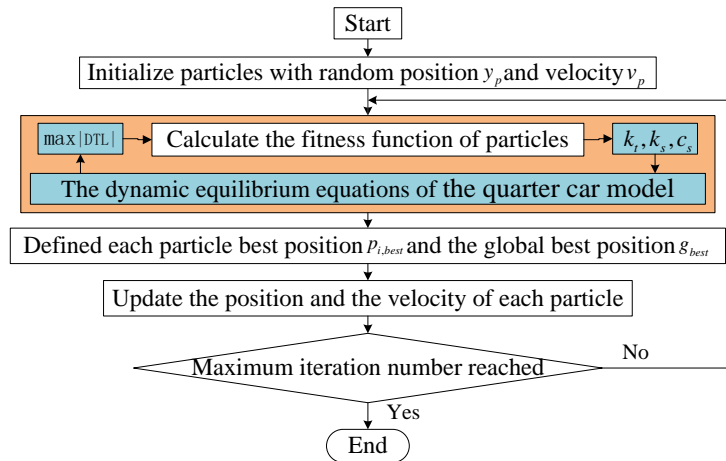 Start
Initialize particles with random position y_p and velocity v_p
max|DTL|
Calculate the fitness function of particles
k_t, k_s, c_s
The dynamic equilibrium equations of the quarter car model
Defined each particle best position p_{i,best} and the global best position g_{best}
Update the position and the velocity of each particle
Maximum iteration number reached
No
Yes
End